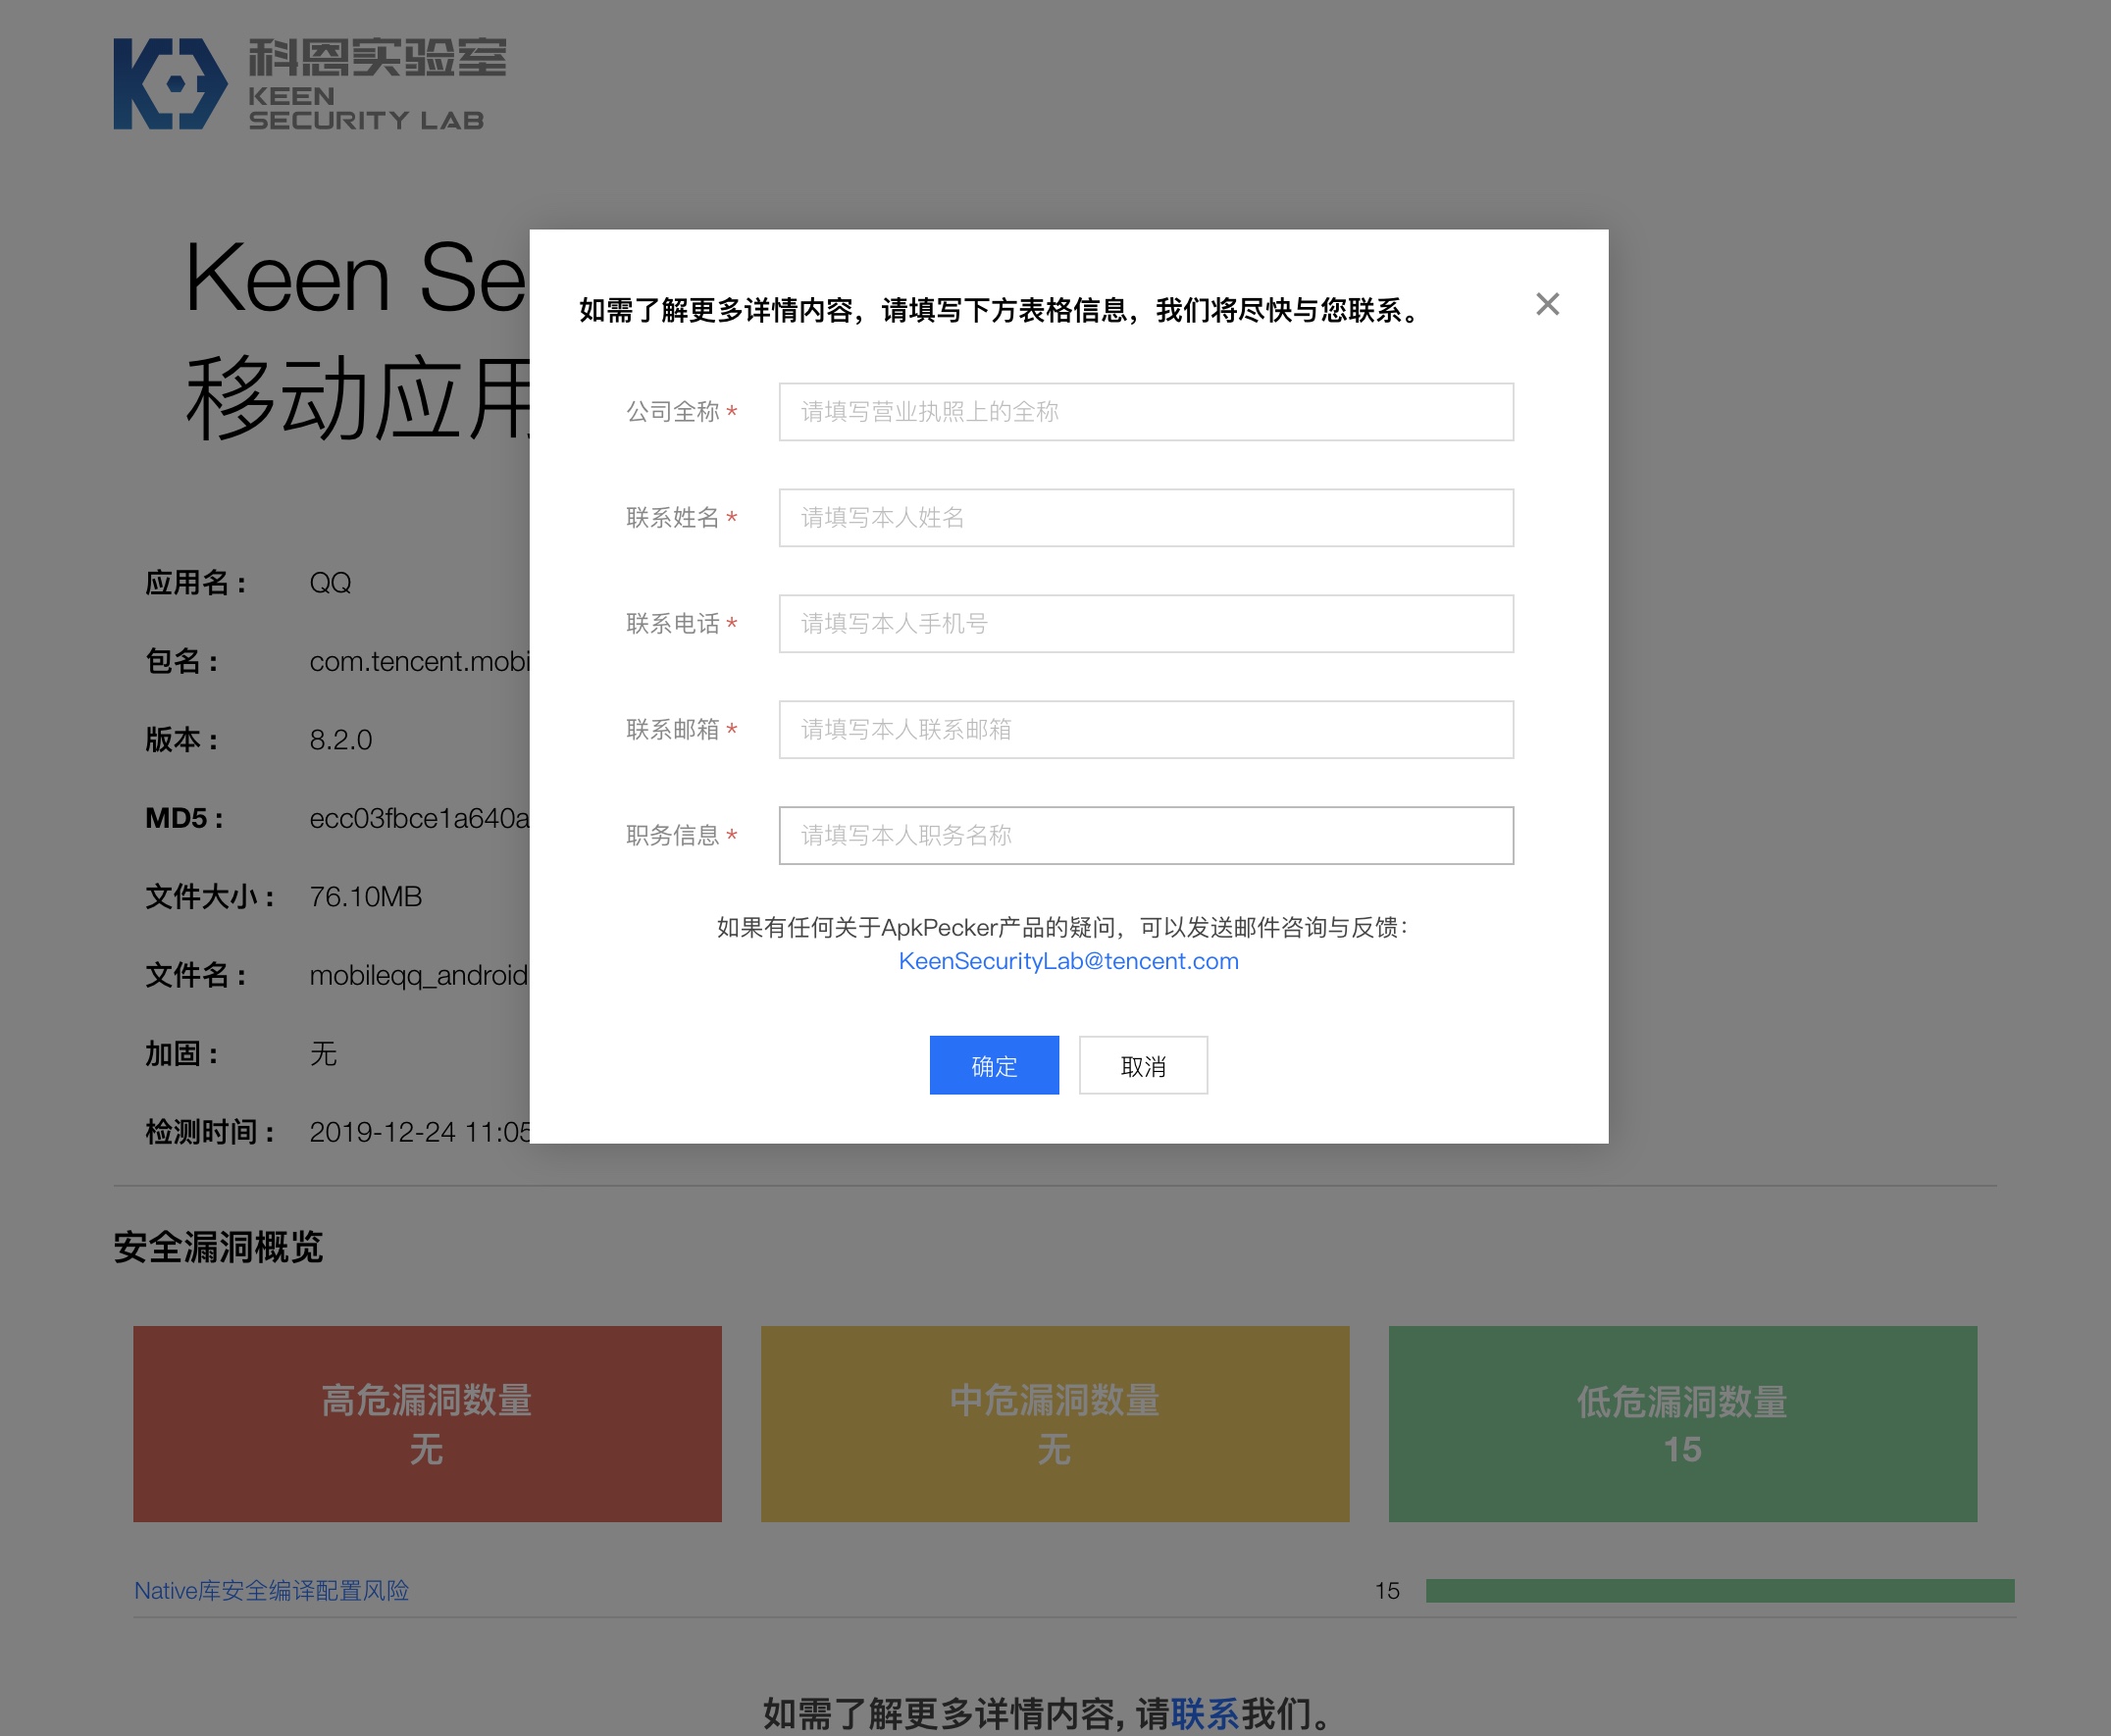 科恩实验室
KEEN
SECURITY LAB
Keen Se
移动应用
如需了解更多详情内容，请填写下方表格信息，我们将尽快与您联系。
公司全称 * 请填写营业执照上的全称
联系姓名 * 请填写本人姓名
联系电话 * 请填写本人手机号
联系邮箱 * 请填写本人联系邮箱
职务信息 * 请填写本人职务名称
如果有任何关于ApkPecker产品的疑问，可以发送邮件咨询与反馈：
KeenSecurityLab@tencent.com
确定 取消
应用名： QQ
包名： com.tencent.mobi
版本： 8.2.0
MD5： ecc03fbce1a640a
文件大小： 76.10MB
文件名： mobileqq_android
加固： 无
检测时间： 2019-12-24 11:05
安全漏洞概览
高危漏洞数量
无
中危漏洞数量
无
低危漏洞数量
15
Native库安全编译配置风险 15
如需了解更多详情内容, 请联系我们。